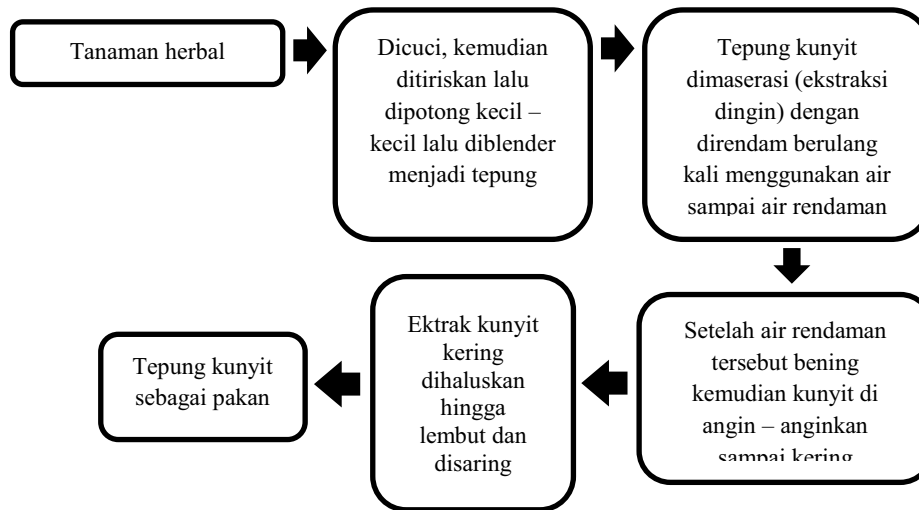 Tanaman herbal
Dicuci, kemudian
ditiriskan lalu
dipotong kecil –
kecil lalu diblender
menjadi tepung
Tepung kunyit
dimaserasi (ekstraksi
dingin) dengan
direndam berulang
kali menggunakan air
sampai air rendaman
Setelah air rendaman
tersebut bening
kemudian kunyit di
angin – anginkan
sampai kering
Ektrak kunyit
kering
dihaluskan
hingga
lembut dan
disaring
Tepung kunyit
sebagai pakan